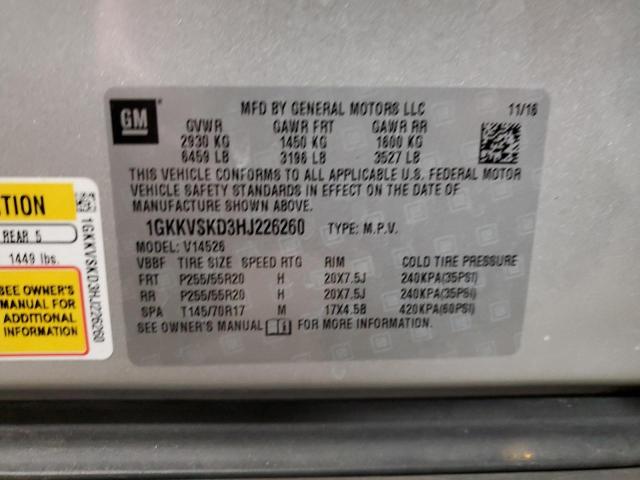 GM
MFD BY GENERAL MOTORS LLC 11/16
GVWR GAWR FRT GAWR RR
2930 KG 1450 KG 1600 KG
6459 LB 3196 LB 3527 LB
THIS VEHICLE CONFORMS TO ALL APPLICABLE U.S. FEDERAL MOTOR
VEHICLE SAFETY STANDARDS IN EFFECT ON THE DATE OF
MANUFACTURE SHOWN ABOVE.
1GKKVSKD3HJ226260 TYPE: M.P.V.
MODEL: V14526
VBBF TIRE SIZE SPEED RTG RIM COLD TIRE PRESSURE
FRT P255/55R20 H 20X7.5J 240KPA(35PSI)
RR P255/55R20 H 20X7.5J 240KPA(35PSI)
SPA T145/70R17 M 17X4.5B 420KPA(60PSI)
SEE OWNER'S MANUAL FOR MORE INFORMATION.
TION
REAR 5
1449 lbs.
SEE OWNER'S
MANUAL FOR
ADDITIONAL
INFORMATION
1GKKVSKD3HJ226260